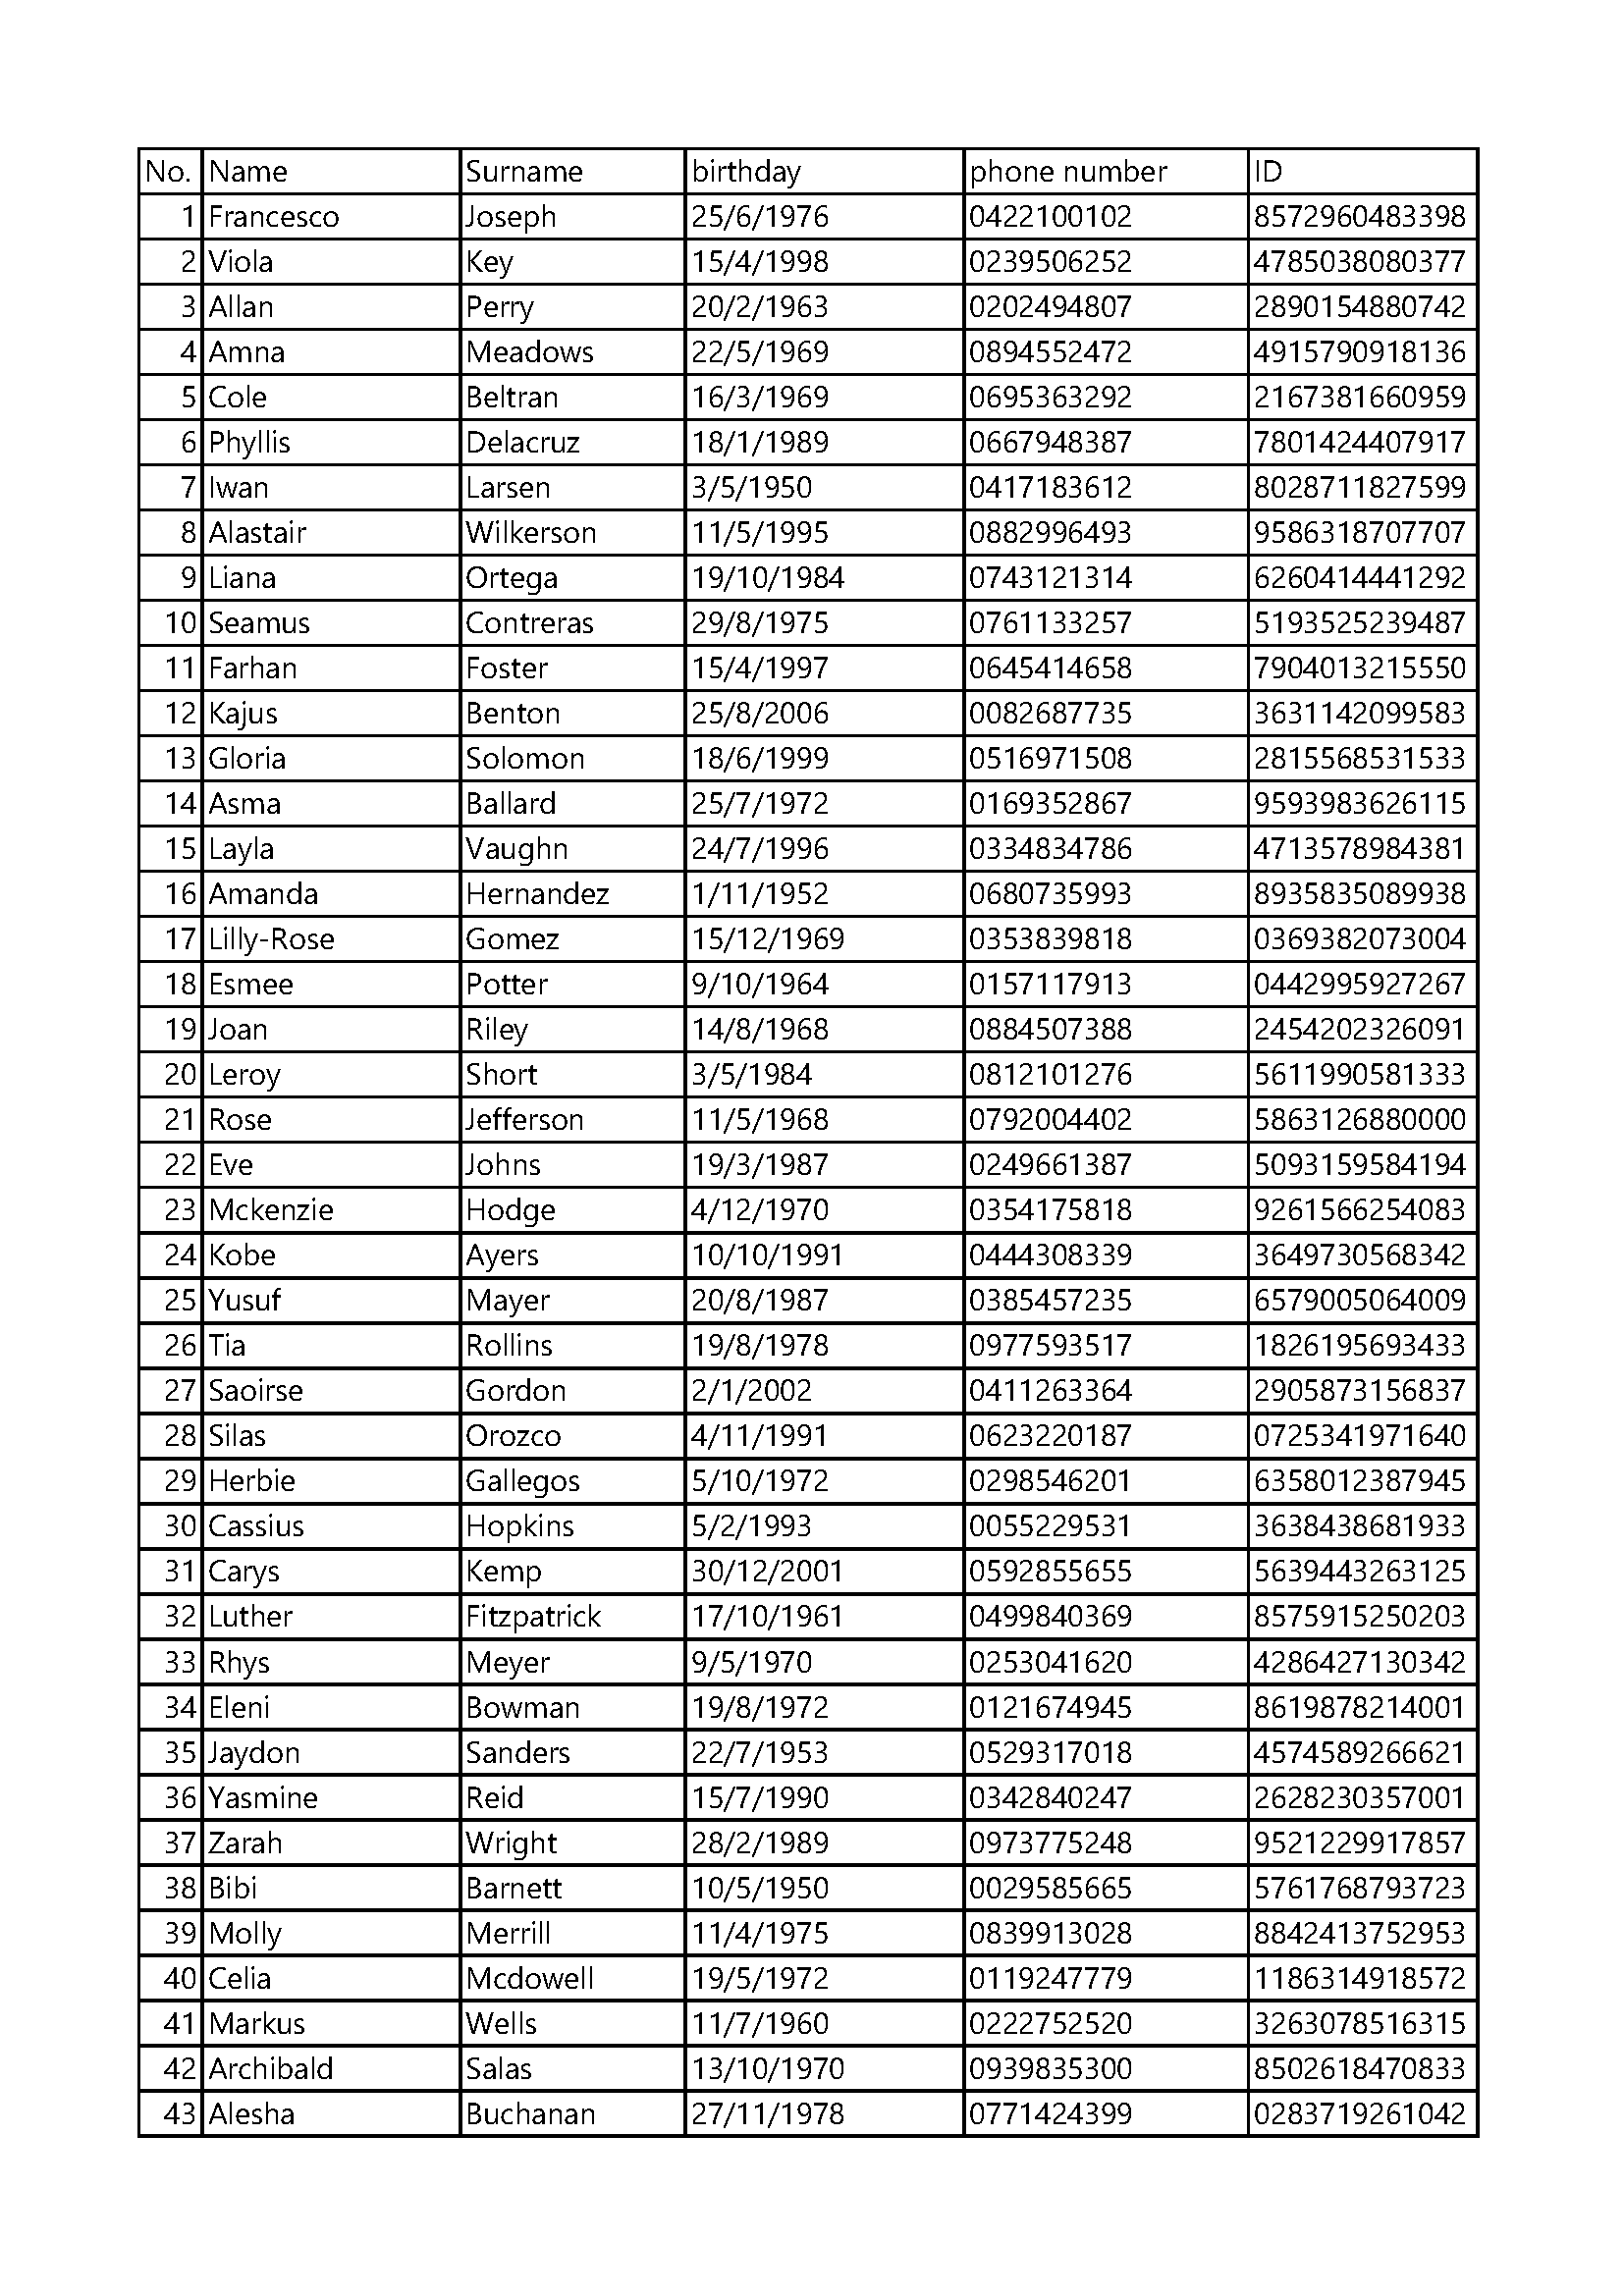 No. Name Surname birthday phone number ID
1 Francesco Joseph 25/6/1976 0422100102 8572960483398
2 Viola Key 15/4/1998 0239506252 4785038080377
3 Allan Perry 20/2/1963 0202494807 2890154880742
4 Amna Meadows 22/5/1969 0894552472 4915790918136
5 Cole Beltran 16/3/1969 0695363292 2167381660959
6 Phyllis Delacruz 18/1/1989 0667948387 7801424407917
7 Iwan Larsen 3/5/1950 0417183612 8028711827599
8 Alastair Wilkerson 11/5/1995 0882996493 9586318707707
9 Liana Ortega 19/10/1984 0743121314 6260414441292
10 Seamus Contreras 29/8/1975 0761133257 5193525239487
11 Farhan Foster 15/4/1997 0645414658 7904013215550
12 Kajus Benton 25/8/2006 0082687735 3631142099583
13 Gloria Solomon 18/6/1999 0516971508 2815568531533
14 Asma Ballard 25/7/1972 0169352867 9593983626115
15 Layla Vaughn 24/7/1996 0334834786 4713578984381
16 Amanda Hernandez 1/11/1952 0680735993 8935835089938
17 Lilly-Rose Gomez 15/12/1969 0353839818 0369382073004
18 Esmee Potter 9/10/1964 0157117913 0442995927267
19 Joan Riley 14/8/1968 0884507388 2454202326091
20 Leroy Short 3/5/1984 0812101276 5611990581333
21 Rose Jefferson 11/5/1968 0792004402 5863126880000
22 Eve Johns 19/3/1987 0249661387 5093159584194
23 Mckenzie Hodge 4/12/1970 0354175818 9261566254083
24 Kobe Ayers 10/10/1991 0444308339 3649730568342
25 Yusuf Mayer 20/8/1987 0385457235 6579005064009
26 Tia Rollins 19/8/1978 0977593517 1826195693433
27 Saoirse Gordon 2/1/2002 0411263364 2905873156837
28 Silas Orozco 4/11/1991 0623220187 0725341971640
29 Herbie Gallegos 5/10/1972 0298546201 6358012387945
30 Cassius Hopkins 5/2/1993 0055229531 3638438681933
31 Carys Kemp 30/12/2001 0592855655 5639443263125
32 Luther Fitzpatrick 17/10/1961 0499840369 8575915250203
33 Rhys Meyer 9/5/1970 0253041620 4286427130342
34 Eleni Bowman 19/8/1972 0121674945 8619878214001
35 Jaydon Sanders 22/7/1953 0529317018 4574589266621
36 Yasmine Reid 15/7/1990 0342840247 2628230357001
37 Zarah Wright 28/2/1989 0973775248 9521229917857
38 Bibi Barnett 10/5/1950 0029585665 5761768793723
39 Molly Merrill 11/4/1975 0839913028 8842413752953
40 Celia Mcdowell 19/5/1972 0119247779 1186314918572
41 Markus Wells 11/7/1960 0222752520 3263078516315
42 Archibald Salas 13/10/1970 0939835300 8502618470833
43 Alesha Buchanan 27/11/1978 0771424399 0283719261042